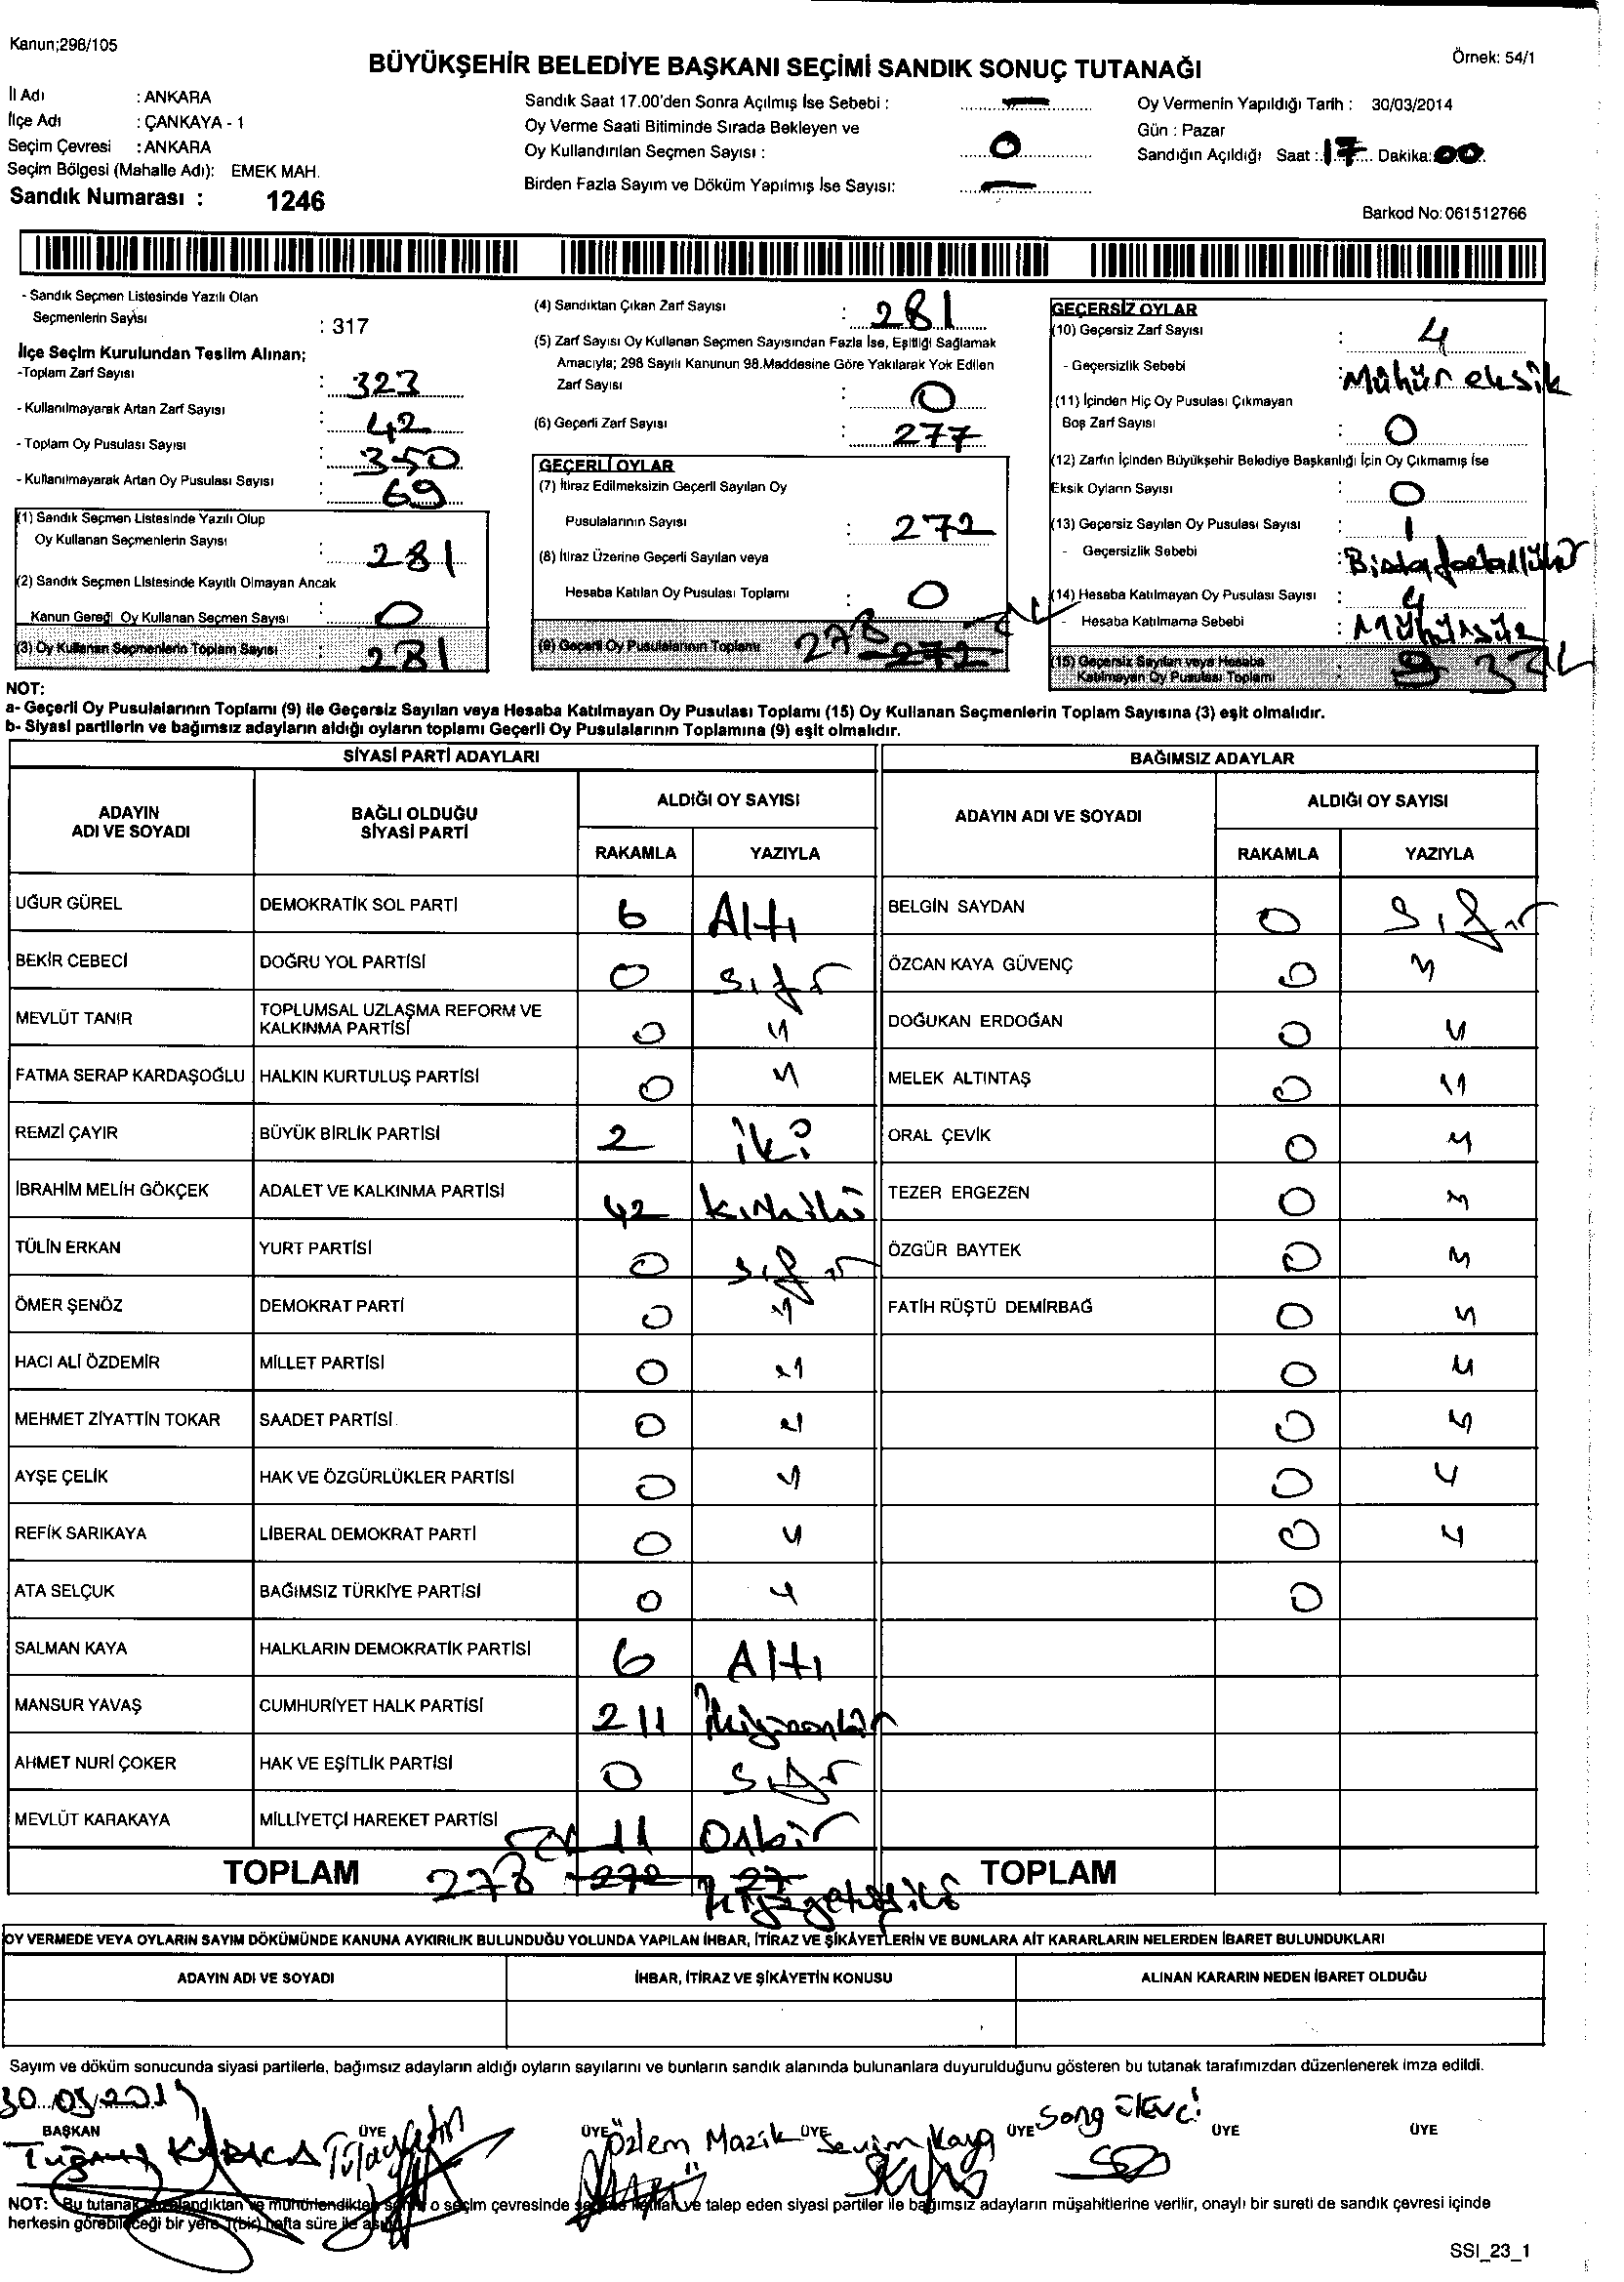 Kanun;298/105
Örnek: 54/1
BÜYÜKŞEHİR BELEDİYE BAŞKANI SEÇİMİ SANDIK SONUÇ TUTANAĞI
İl Adı : ANKARA
İlçe Adı : ÇANKAYA - 1
Seçim Çevresi : ANKARA
Seçim Bölgesi (Mahalle Adı): EMEK MAH.
Sandık Numarası : 1246
Sandık Saat 17.00'den Sonra Açılmış İse Sebebi : —
Oy Verme Saati Bitiminde Sırada Bekleyen ve
Oy Kullandırılan Seçmen Sayısı : 0
Birden Fazla Sayım ve Döküm Yapılmış İse Sayısı: —
Oy Vermenin Yapıldığı Tarih : 30/03/2014
Gün : Pazar
Sandığın Açıldığı Saat : 17 Dakika: 00
Barkod No: 061512766
- Sandık Seçmen Listesinde Yazılı Olan
Seçmenlerin Sayısı : 317
İlçe Seçim Kurulundan Teslim Alınan;
-Toplam Zarf Sayısı : 323
- Kullanılmayarak Artan Zarf Sayısı : 42
- Toplam Oy Pusulası Sayısı : 350
- Kullanılmayarak Artan Oy Pusulası Sayısı : 69
(1) Sandık Seçmen Listesinde Yazılı Olup
Oy Kullanan Seçmenlerin Sayısı : 281
(2) Sandık Seçmen Listesinde Kayıtlı Olmayan Ancak
Kanun Gereği Oy Kullanan Seçmen Sayısı : 0
(3) Oy Kullanan Seçmenlerin Toplam Sayısı : 281
(4) Sandıktan Çıkan Zarf Sayısı : 281
(5) Zarf Sayısı Oy Kullanan Seçmen Sayısından Fazla İse, Eşitliği Sağlamak
Amacıyla; 298 Sayılı Kanunun 98.Maddesine Göre Yakılarak Yok Edilen
Zarf Sayısı : 0
(6) Geçerli Zarf Sayısı : 277
GEÇERLİ OYLAR
(7) İtiraz Edilmeksizin Geçerli Sayılan Oy
Pusulalarının Sayısı : 272
(8) İtiraz Üzerine Geçerli Sayılan veya
Hesaba Katılan Oy Pusulası Toplamı : 0
(9) Geçerli Oy Pusulalarının Toplamı 278 272
GEÇERSİZ OYLAR
(10) Geçersiz Zarf Sayısı : 4
- Geçersizlik Sebebi : Mühür eksik
(11) İçinden Hiç Oy Pusulası Çıkmayan
Boş Zarf Sayısı : 0
(12) Zarfın İçinden Büyükşehir Belediye Başkanlığı İçin Oy Çıkmamış İse
Eksik Oyların Sayısı : 0
(13) Geçersiz Sayılan Oy Pusulası Sayısı : 1
- Geçersizlik Sebebi :
(14) Hesaba Katılmayan Oy Pusulası Sayısı : 4
- Hesaba Katılmama Sebebi : Mühürsüz
(15) Geçersiz Sayılan veya Hesaba
Katılmayan Oy Pusulası Toplamı : 3
NOT:
a- Geçerli Oy Pusulalarının Toplamı (9) ile Geçersiz Sayılan veya Hesaba Katılmayan Oy Pusulası Toplamı (15) Oy Kullanan Seçmenlerin Toplam Sayısına (3) eşit olmalıdır.
b- Siyasi partilerin ve bağımsız adayların aldığı oyların toplamı Geçerli Oy Pusulalarının Toplamına (9) eşit olmalıdır.
SİYASİ PARTİ ADAYLARI BAĞIMSIZ ADAYLAR
ADAYIN ADI VE SOYADI BAĞLI OLDUĞU SİYASİ PARTİ ALDIĞI OY SAYISI ADAYIN ADI VE SOYADI ALDIĞI OY SAYISI
RAKAMLA YAZIYLA RAKAMLA YAZIYLA
UĞUR GÜREL DEMOKRATİK SOL PARTİ 6 Altı BELGİN SAYDAN 0 Sıfır
BEKİR CEBECİ DOĞRU YOL PARTİSİ 0 Sıfır ÖZCAN KAYA GÜVENÇ 0 "
MEVLÜT TANIR TOPLUMSAL UZLAŞMA REFORM VE KALKINMA PARTİSİ 0 " DOĞUKAN ERDOĞAN 0 "
FATMA SERAP KARDAŞOĞLU HALKIN KURTULUŞ PARTİSİ 0 " MELEK ALTINTAŞ 0 "
REMZİ ÇAYIR BÜYÜK BİRLİK PARTİSİ 2 iki ORAL ÇEVİK 0 "
İBRAHİM MELİH GÖKÇEK ADALET VE KALKINMA PARTİSİ 42 kırkiki TEZER ERGEZEN 0 "
TÜLİN ERKAN YURT PARTİSİ 0 Sıfır ÖZGÜR BAYTEK 0 "
ÖMER ŞENÖZ DEMOKRAT PARTİ 0 " FATİH RÜŞTÜ DEMİRBAĞ 0 "
HACI ALİ ÖZDEMİR MİLLET PARTİSİ 0 " 0 "
MEHMET ZİYATTİN TOKAR SAADET PARTİSİ 0 " 0 "
AYŞE ÇELİK HAK VE ÖZGÜRLÜKLER PARTİSİ 0 " 0 "
REFİK SARIKAYA LİBERAL DEMOKRAT PARTİ 0 " 0 "
ATA SELÇUK BAĞIMSIZ TÜRKİYE PARTİSİ 0 " 0
SALMAN KAYA HALKLARIN DEMOKRATİK PARTİSİ 6 Altı
MANSUR YAVAŞ CUMHURİYET HALK PARTİSİ 211 ikiyüzonbir
AHMET NURİ ÇOKER HAK VE EŞİTLİK PARTİSİ 0 Sıfır
MEVLÜT KARAKAYA MİLLİYETÇİ HAREKET PARTİSİ 11 Onbir
TOPLAM 278 272 27 TOPLAM
OY VERMEDE VEYA OYLARIN SAYIM DÖKÜMÜNDE KANUNA AYKIRILIK BULUNDUĞU YOLUNDA YAPILAN İHBAR, İTİRAZ VE ŞİKÂYETLERİN VE BUNLARA AİT KARARLARIN NELERDEN İBARET BULUNDUKLARI
ADAYIN ADI VE SOYADI İHBAR, İTİRAZ VE ŞİKÂYETİN KONUSU ALINAN KARARIN NEDEN İBARET OLDUĞU
Sayım ve döküm sonucunda siyasi partilerle, bağımsız adayların aldığı oyların sayılarını ve bunların sandık alanında bulunanlara duyurulduğunu gösteren bu tutanak tarafımızdan düzenlenerek imza edildi.
30.03.2014
BAŞKAN ÜYE ÜYE ÜYE ÜYE ÜYE ÜYE
Özlem Mazik Sevim Kaya
NOT: Bu tutanak imzalandıktan ve mühürlendikten sonra o seçim çevresinde seçime katılan ve talep eden siyasi partiler ile bağımsız adayların müşahitlerine verilir, onaylı bir sureti de sandık çevresi içinde
herkesin görebileceği bir yere 1(bir) hafta süre ile asılır.
SSI_23_1